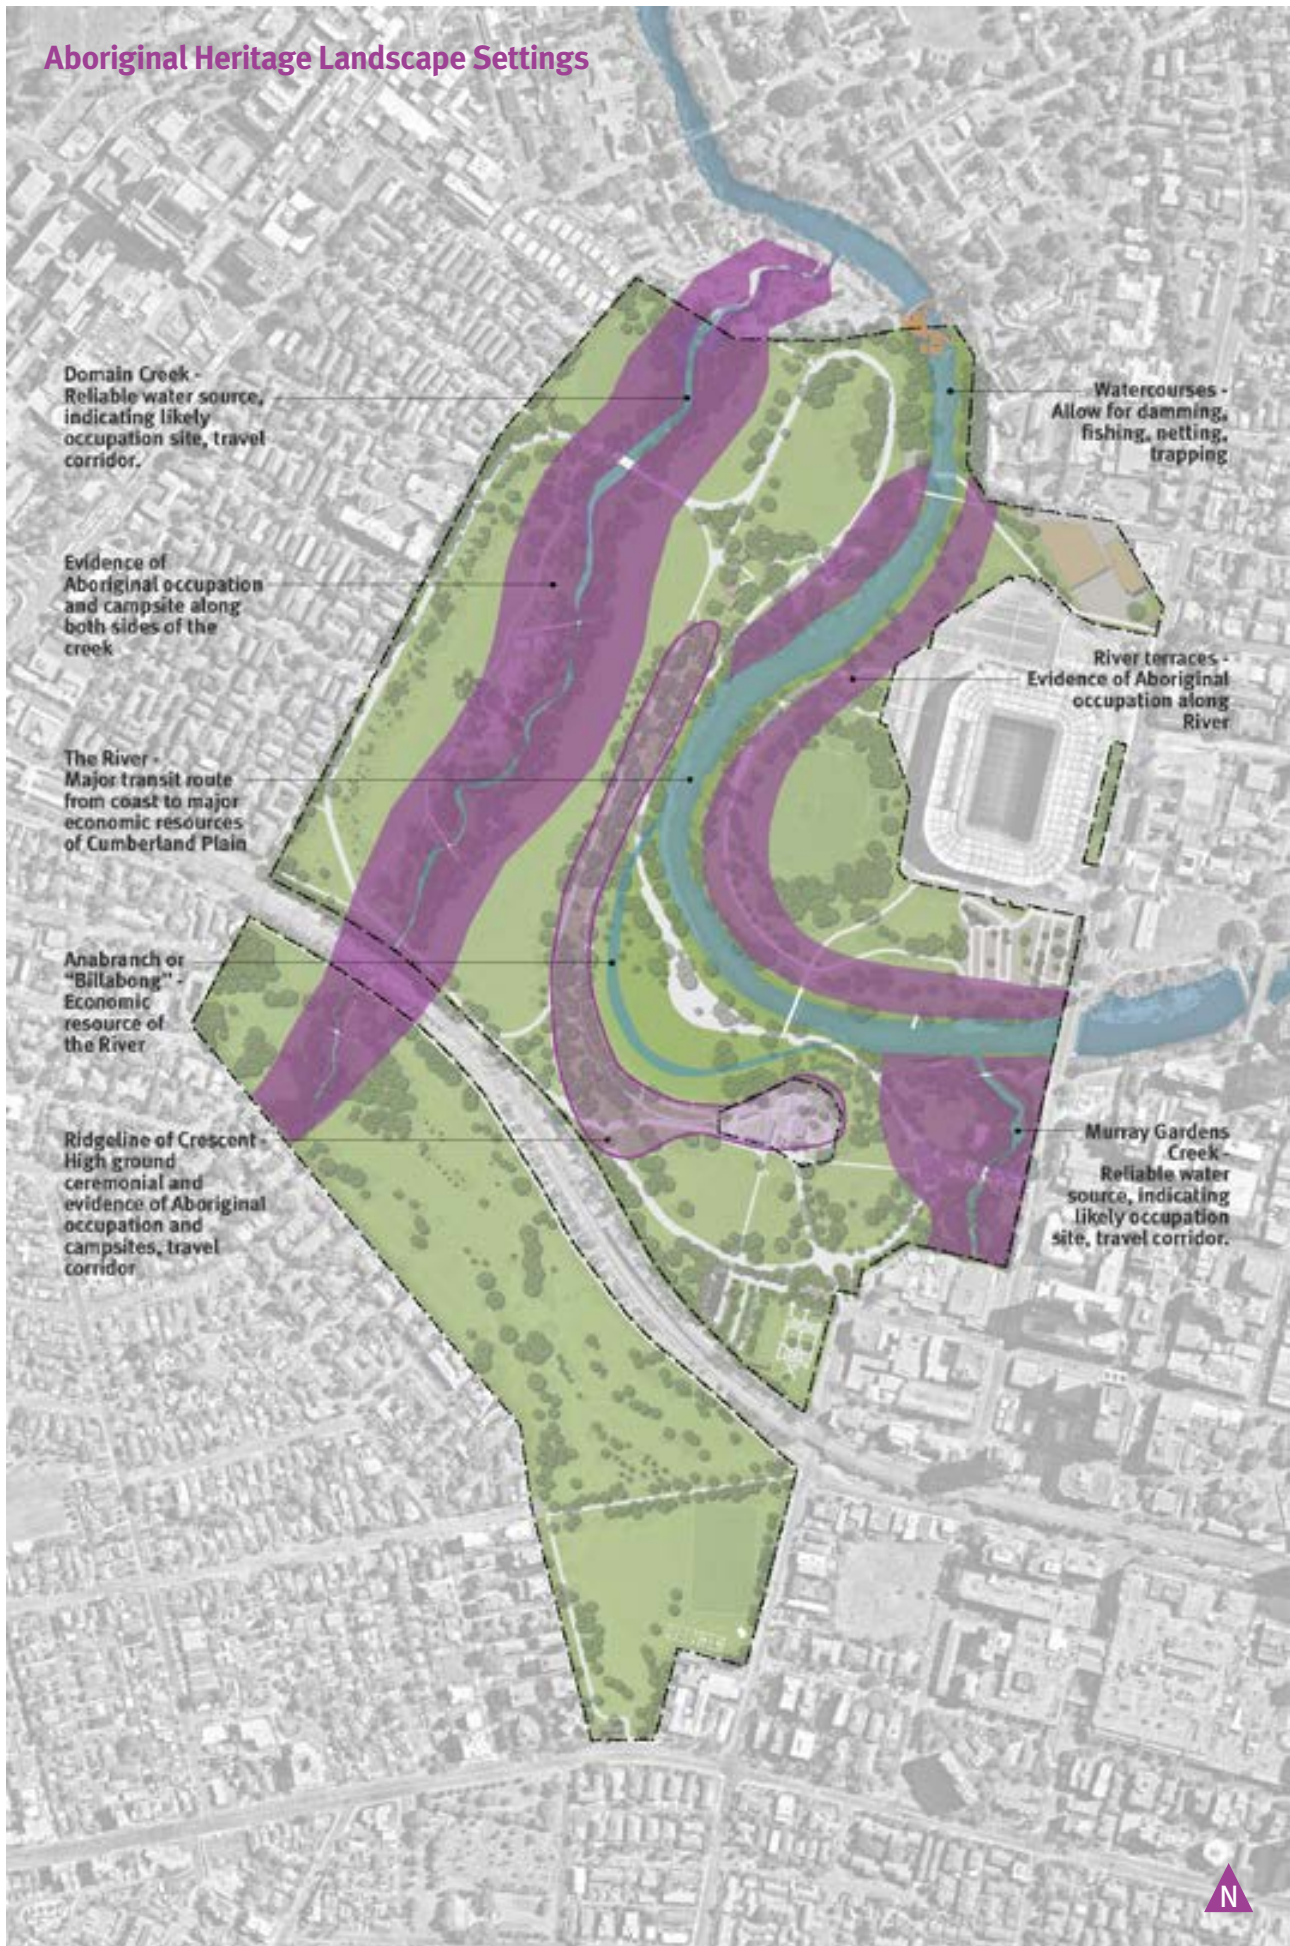 Aboriginal Heritage Landscape Settings
Domain Creek -
Reliable water source,
indicating likely
occupation site, travel
corridor.
Evidence of
Aboriginal occupation
and campsite along
both sides of the
creek
The River -
Major transit route
from coast to major
economic resources
of Cumberland Plain
Anabranch or
"Billabong" -
Economic
resource of
the River
Ridgeline of Crescent -
High ground
ceremonial and
evidence of Aboriginal
occupation and
campsites, travel
corridor
Watercourses -
Allow for damming,
fishing, netting,
trapping
River terraces -
Evidence of Aboriginal
occupation along
River
Murray Gardens
Creek -
Reliable water
source, indicating
likely occupation
site, travel corridor.
N